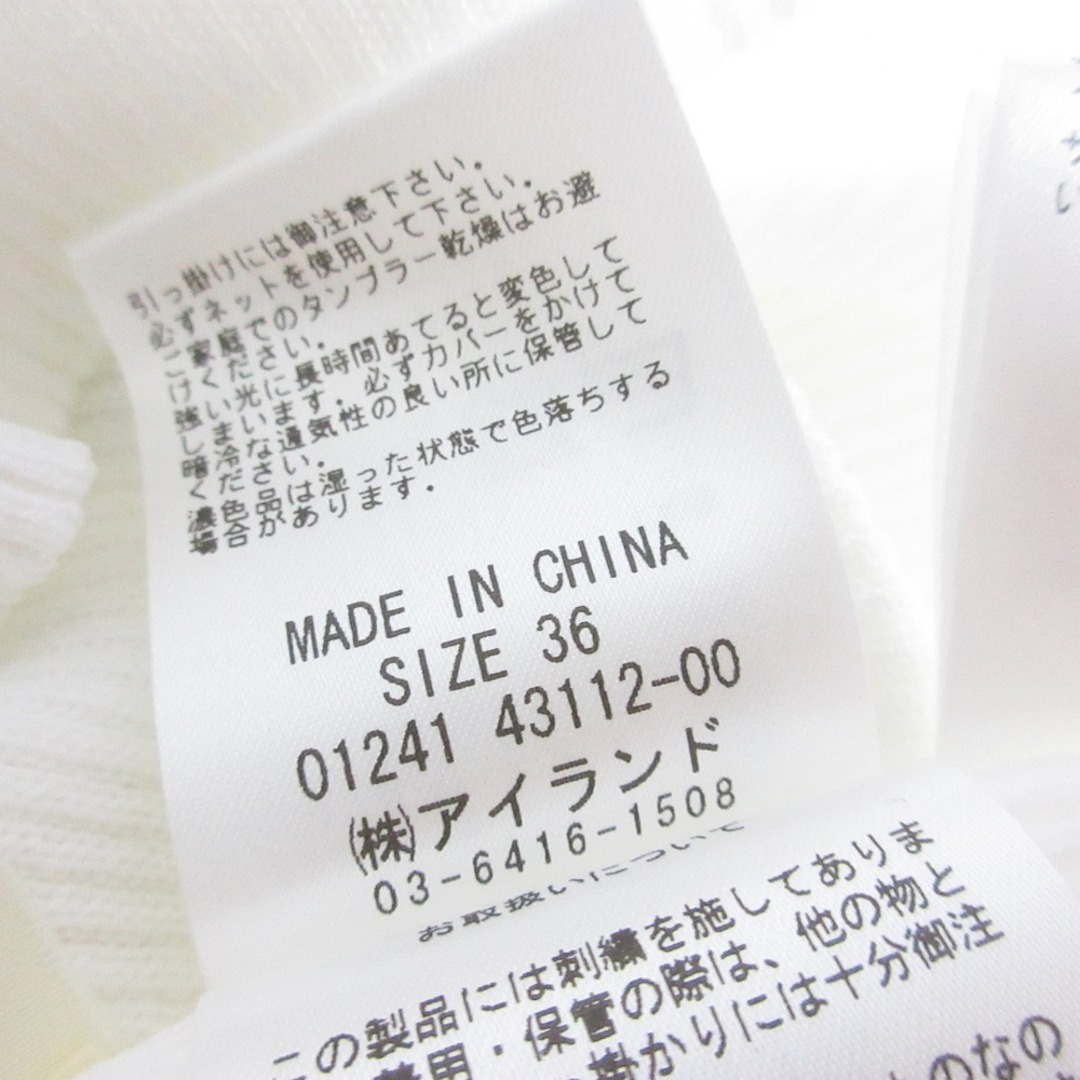 引っ掛けには御注意下さい。
必ずネットを使用して下さい。
ご家庭でのタンブラー乾燥はお避
けください。
強い光に長時間あてると変色して
しまいます。必ずカバーをかけて
暗冷な通気性の良い所に保管して
ください。
濃色品は湿った状態で色落ちする
場合があります。
MADE IN CHINA
SIZE 36
01241 43112-00
㈱アイランド
03-6416-1508
お取扱いについて
この製品には刺繍を施してありま
着用・保管の際は、他の物と
掛かりには十分御注
のなの